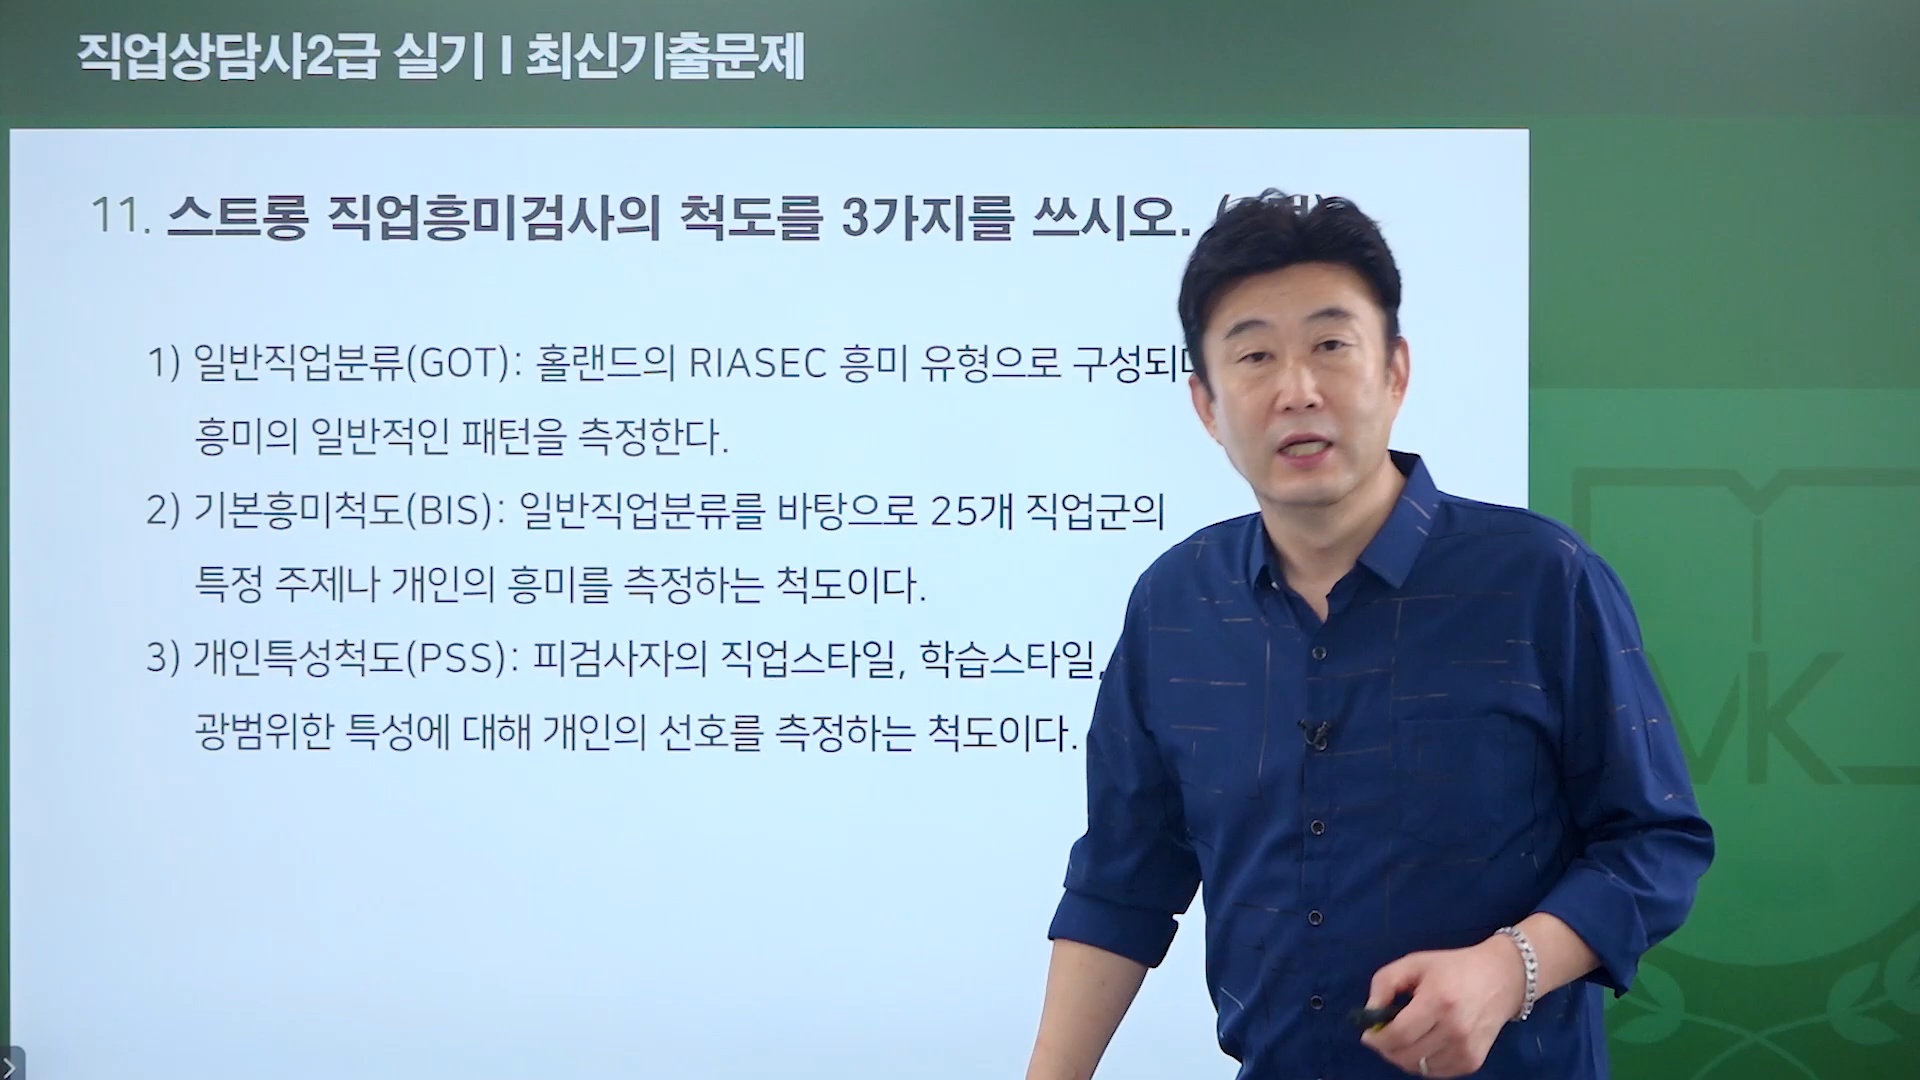 직업상담사2급 실기 I 최신기출문제
11. 스트롱 직업흥미검사의 척도를 3가지를 쓰시오.
1) 일반직업분류(GOT): 홀랜드의 RIASEC 흥미 유형으로
흥미의 일반적인 패턴을 측정한다.
2) 기본흥미척도(BIS): 일반직업분류를 바탕으로 25개 직업군의
특정 주제나 개인의 흥미를 측정하는 척도이다.
3) 개인특성척도(PSS): 피검사자의 직업스타일, 학습스타일,
광범위한 특성에 대해 개인의 선호를 측정하는 척도이다.
VK